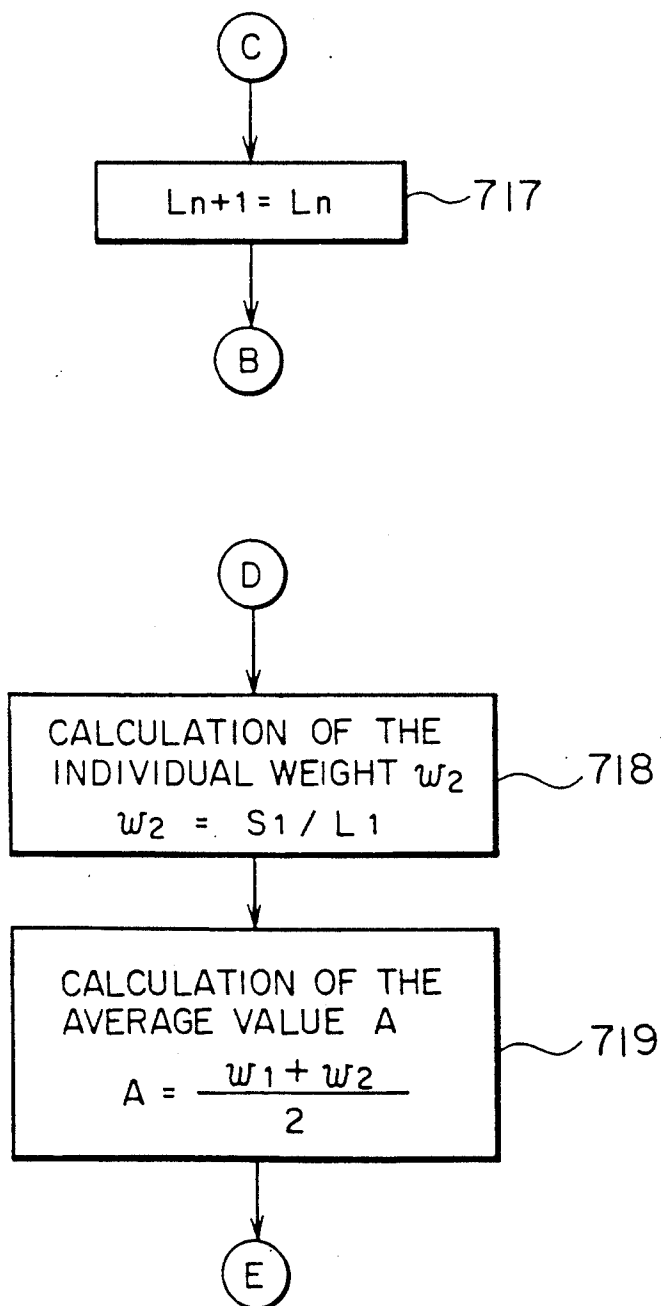 C
Ln+1 = Ln
717
B
D
CALCULATION OF THE
INDIVIDUAL WEIGHT w2
w2 = S1 / L1
718
CALCULATION OF THE
AVERAGE VALUE A
A = w1 + w2
2
719
E